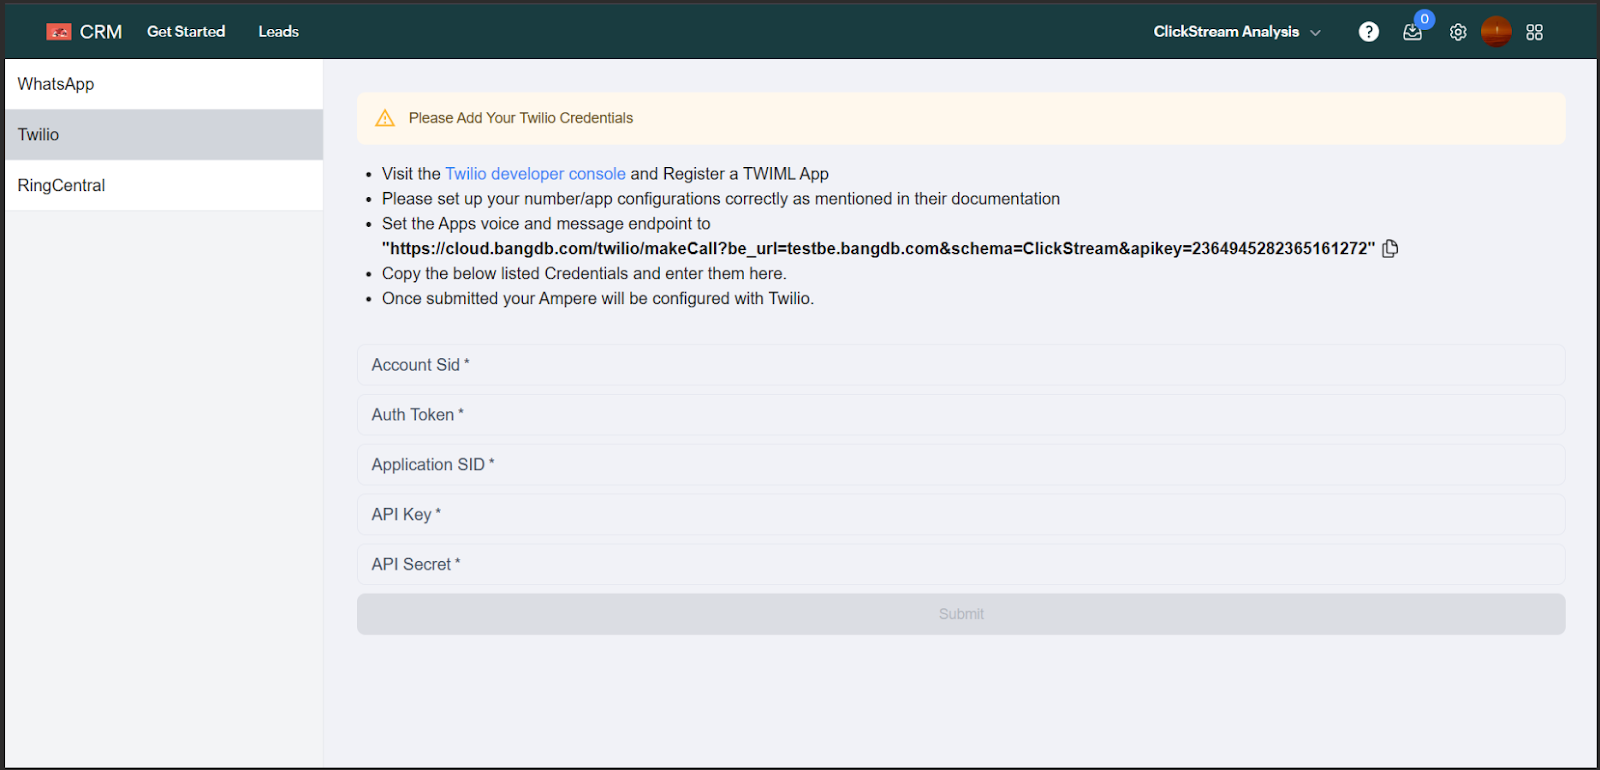 CRM
Get Started
Leads
ClickStream Analysis
?
0
WhatsApp
Twilio
RingCentral
Please Add Your Twilio Credentials
• Visit the Twilio developer console and Register a TWIML App
• Please set up your number/app configurations correctly as mentioned in their documentation
• Set the Apps voice and message endpoint to
"https://cloud.bangdb.com/twilio/makeCall?be_url=testbe.bangdb.com&schema=ClickStream&apikey=2364945282365161272"
• Copy the below listed Credentials and enter them here.
• Once submitted your Ampere will be configured with Twilio.
Account Sid *
Auth Token *
Application SID *
API Key *
API Secret *
Submit